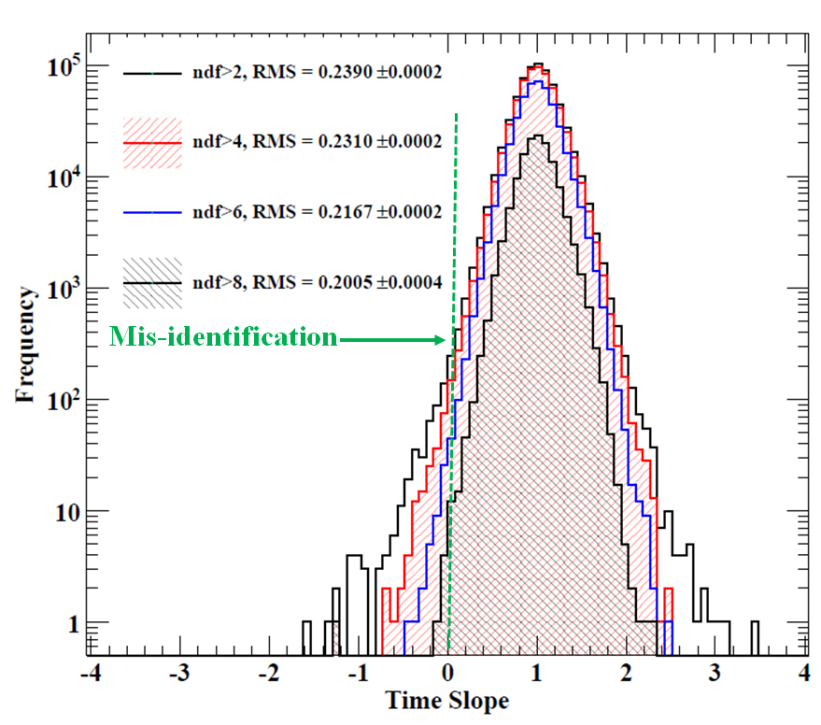 10⁵
ndf>2, RMS = 0.2390 ±0.0002
ndf>4, RMS = 0.2310 ±0.0002
10⁴
ndf>6, RMS = 0.2167 ±0.0002
ndf>8, RMS = 0.2005 ±0.0004
10³
Mis-identification
Frequency
10²
10
1
-4 -3 -2 -1 0 1 2 3 4
Time Slope